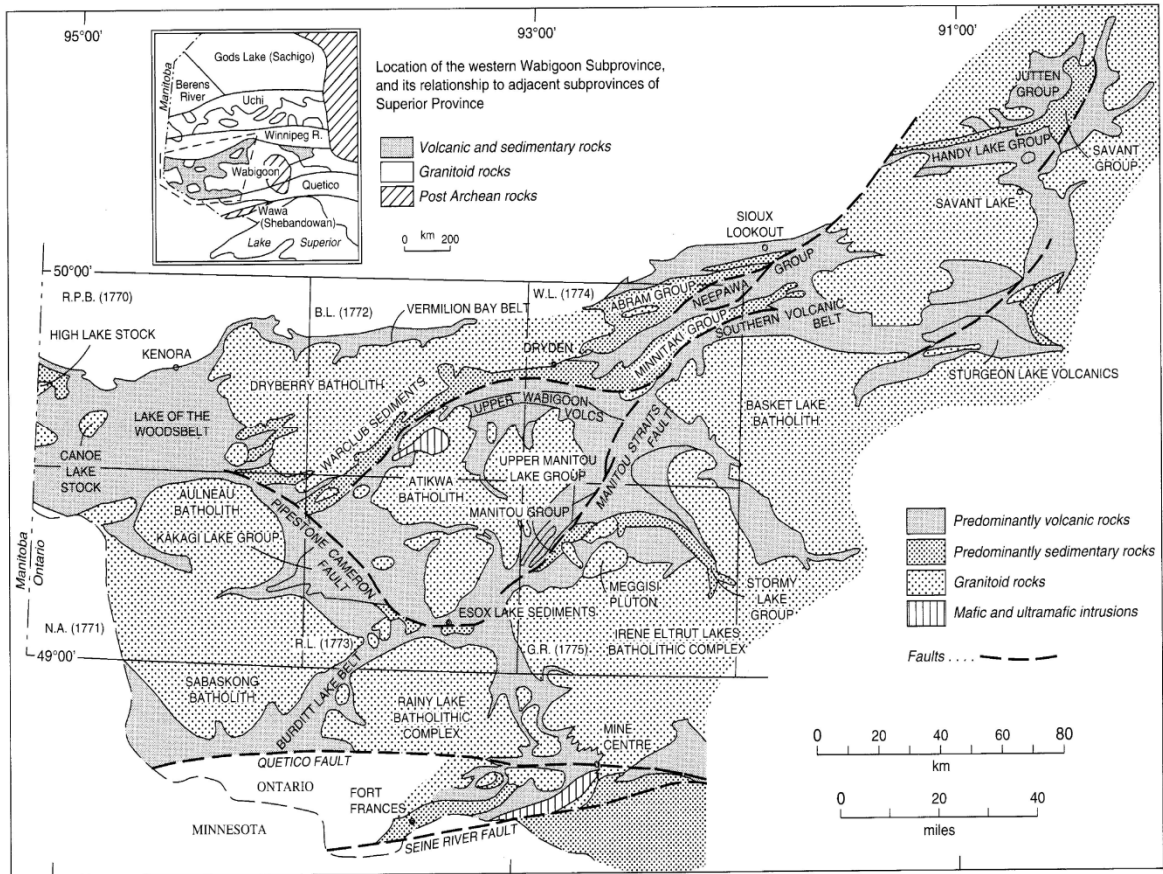 95°00'
93°00'
91°00'
Manitoba
Gods Lake (Sachigo)
Berens
River
Uchi
Winnipeg R.
Wabigoon
Quetico
Wawa
(Shebandowan)
Lake Superior
Location of the western Wabigoon Subprovince,
and its relationship to adjacent subprovinces of
Superior Province
Volcanic and sedimentary rocks
Granitoid rocks
Post Archean rocks
km
0 200
JUTTEN
GROUP
HANDY LAKE GROUP
SAVANT
GROUP
SAVANT LAKE
SIOUX
LOOKOUT
50°00'
R.P.B. (1770)
B.L. (1772)
W.L. (1774)
VERMILION BAY BELT
ABRAM GROUP
NEEPAWA GROUP
MINNITAKI GROUP
SOUTHERN VOLCANIC
BELT
HIGH LAKE STOCK
KENORA
DRYDEN
STURGEON LAKE VOLCANICS
DRYBERRY BATHOLITH
WARCLUB SEDIMENTS
UPPER WABIGOON
VOLCS
BASKET LAKE
BATHOLITH
LAKE OF THE
WOODSBELT
MANITOU STRAITS
FAULT
CANOE
LAKE
STOCK
UPPER MANITOU
LAKE GROUP
ATIKWA
BATHOLITH
AULNEAU
BATHOLITH
MANITOU GROUP
PIPESTONE CAMERON
FAULT
KAKAGI LAKE GROUP
Manitoba
Ontario
MEGGISI
PLUTON
STORMY
LAKE
GROUP
ESOX LAKE SEDIMENTS
N.A. (1771)
R.L. (1773)
G.R. (1775)
IRENE ELTRUT LAKES
BATHOLITHIC COMPLEX
49°00'
SABASKONG
BATHOLITH
BURDITT LAKE BELT
RAINY LAKE
BATHOLITHIC
COMPLEX
MINE
CENTRE
QUETICO FAULT
ONTARIO
MINNESOTA
FORT
FRANCES
SEINE RIVER FAULT
Predominantly volcanic rocks
Predominantly sedimentary rocks
Granitoid rocks
Mafic and ultramafic intrusions
Faults ....
0 20 40 60 80
km
0 20 40
miles